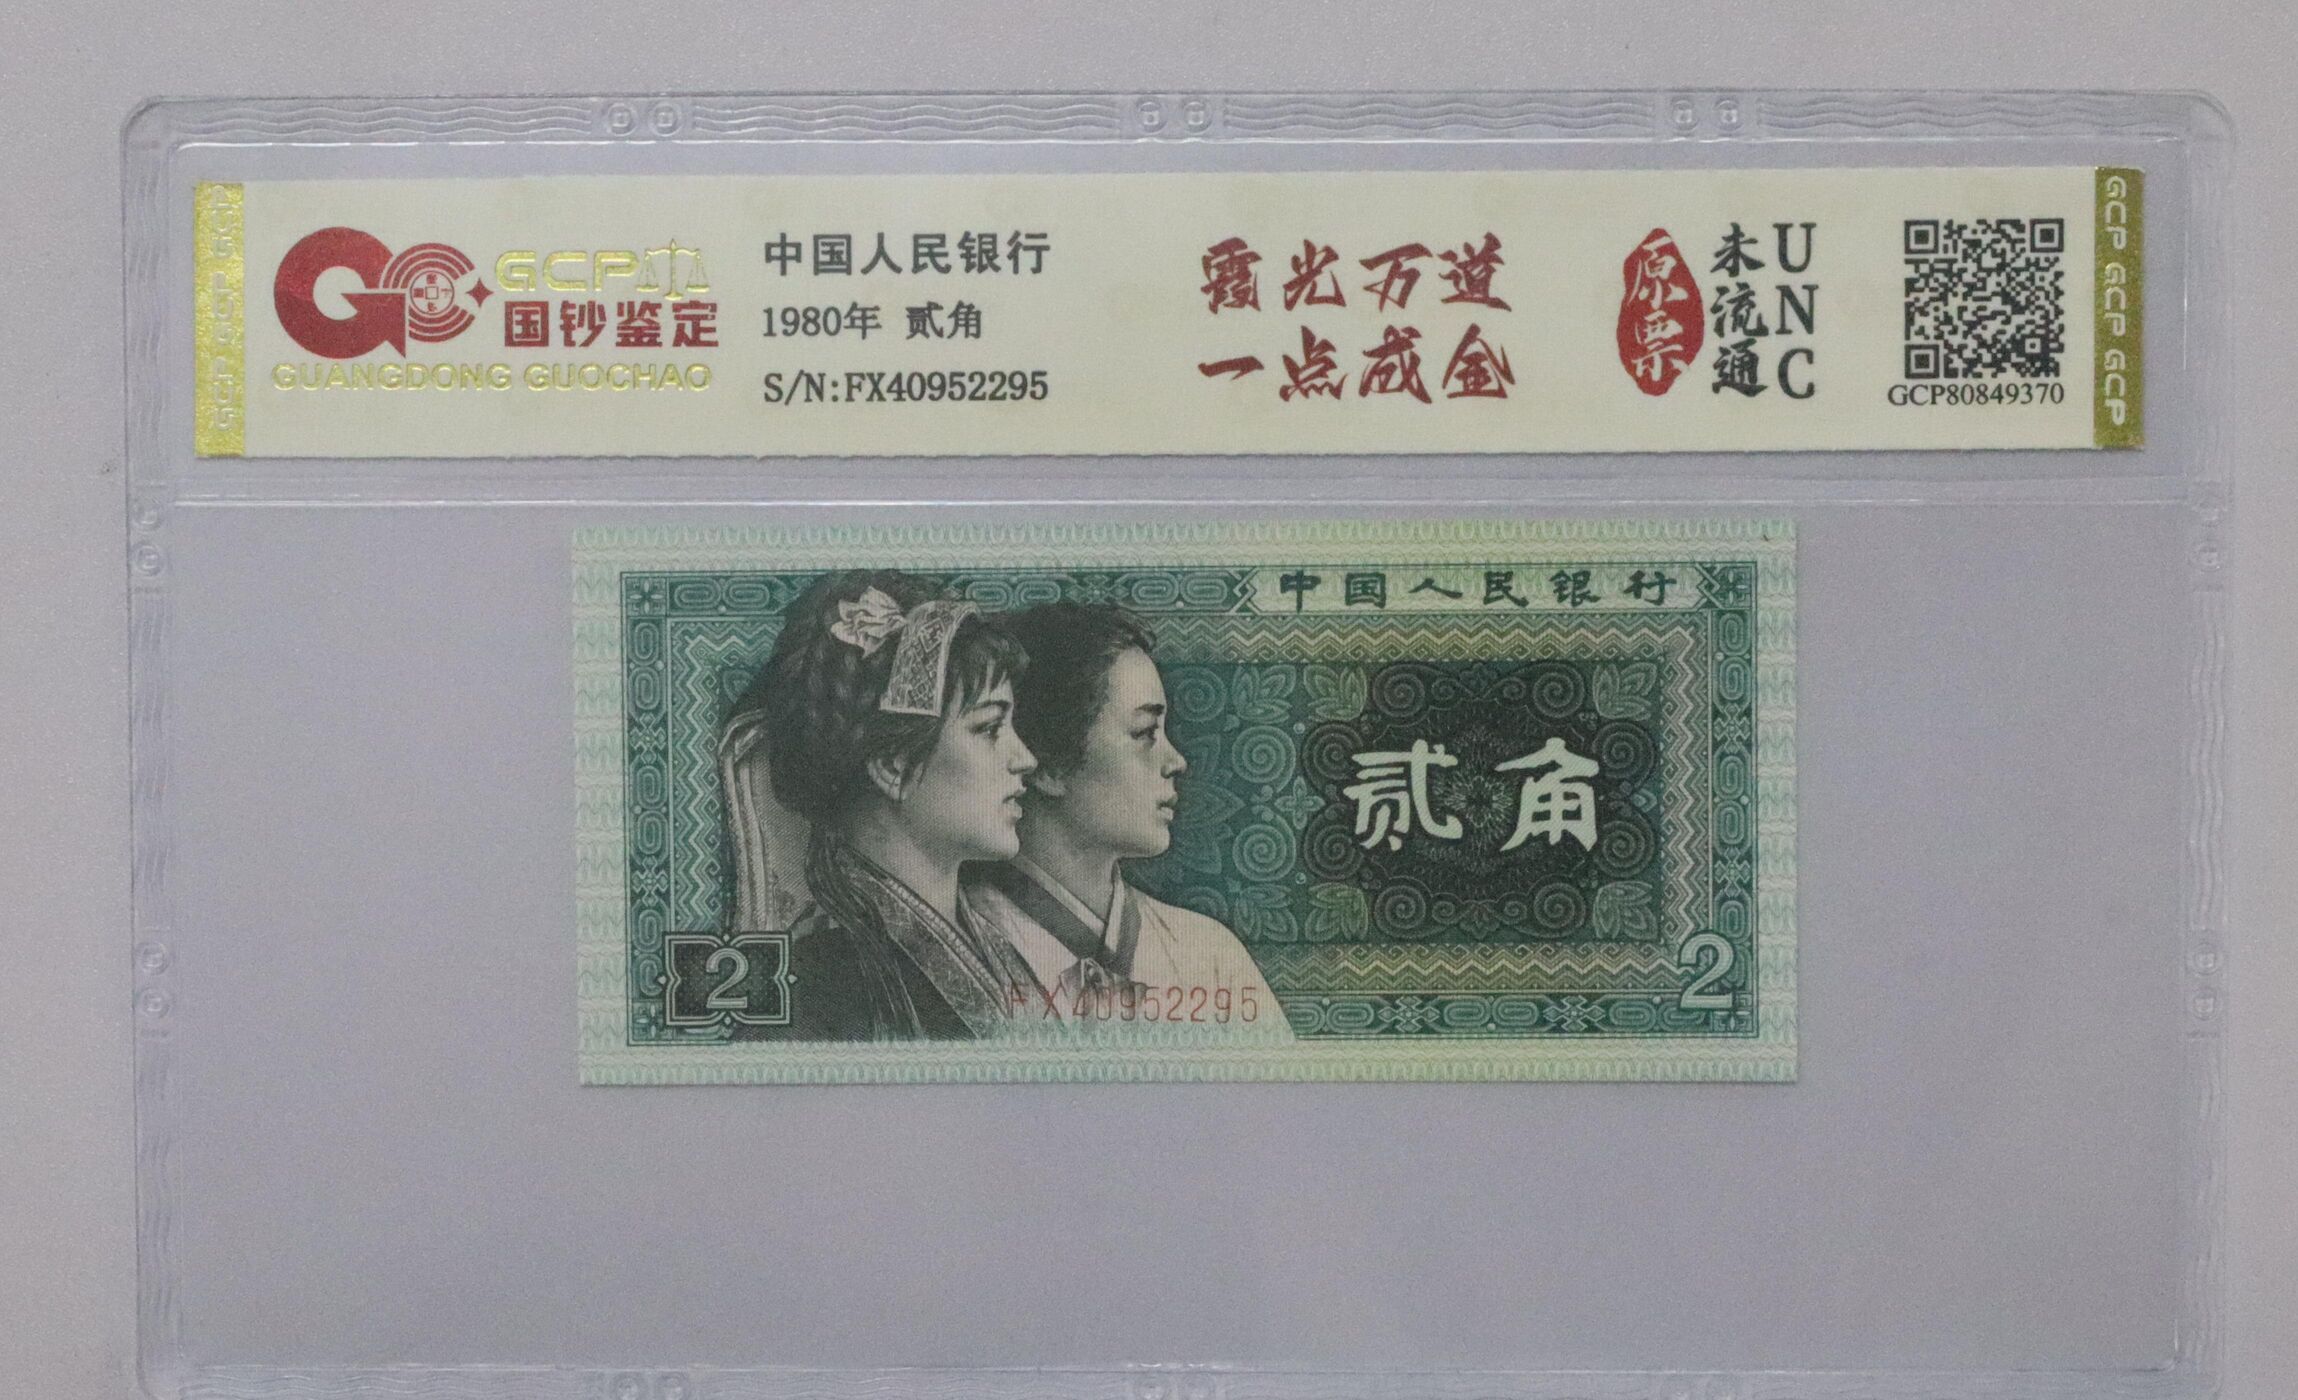 GCP
国钞鉴定
GUANGDONG GUOCHAO
中国人民银行
1980年 贰角
S/N:FX40952295
霞光万道
一点成金
原票
未流通
UNC
GCP80849370
GCP GCP GCP GCP
GCP GCP GCP GCP
中国人民银行
贰角
2
FX40952295
2